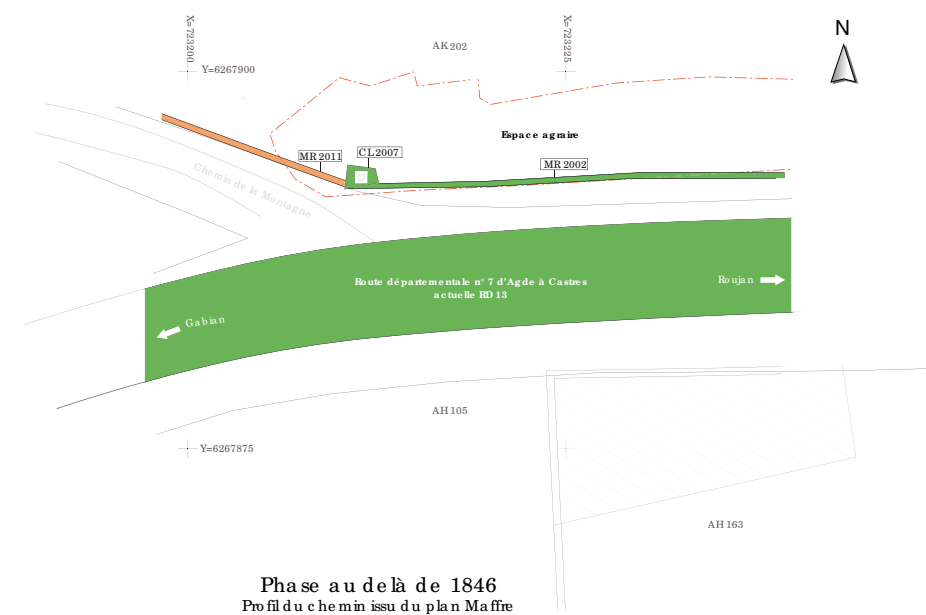 X=723200
X=723225
N
AK 202
Y=6267900
Espace agraire
MR 2011
CL2007
MR 2002
Chemin de la Montagne
Route départementale n° 7 d'Agde à Castres
actuelle RD 13
Roujan
Gabian
AH 105
Y=6267875
AH 163
Phase au delà de 1846
Profil du chemin issu du plan Maffre